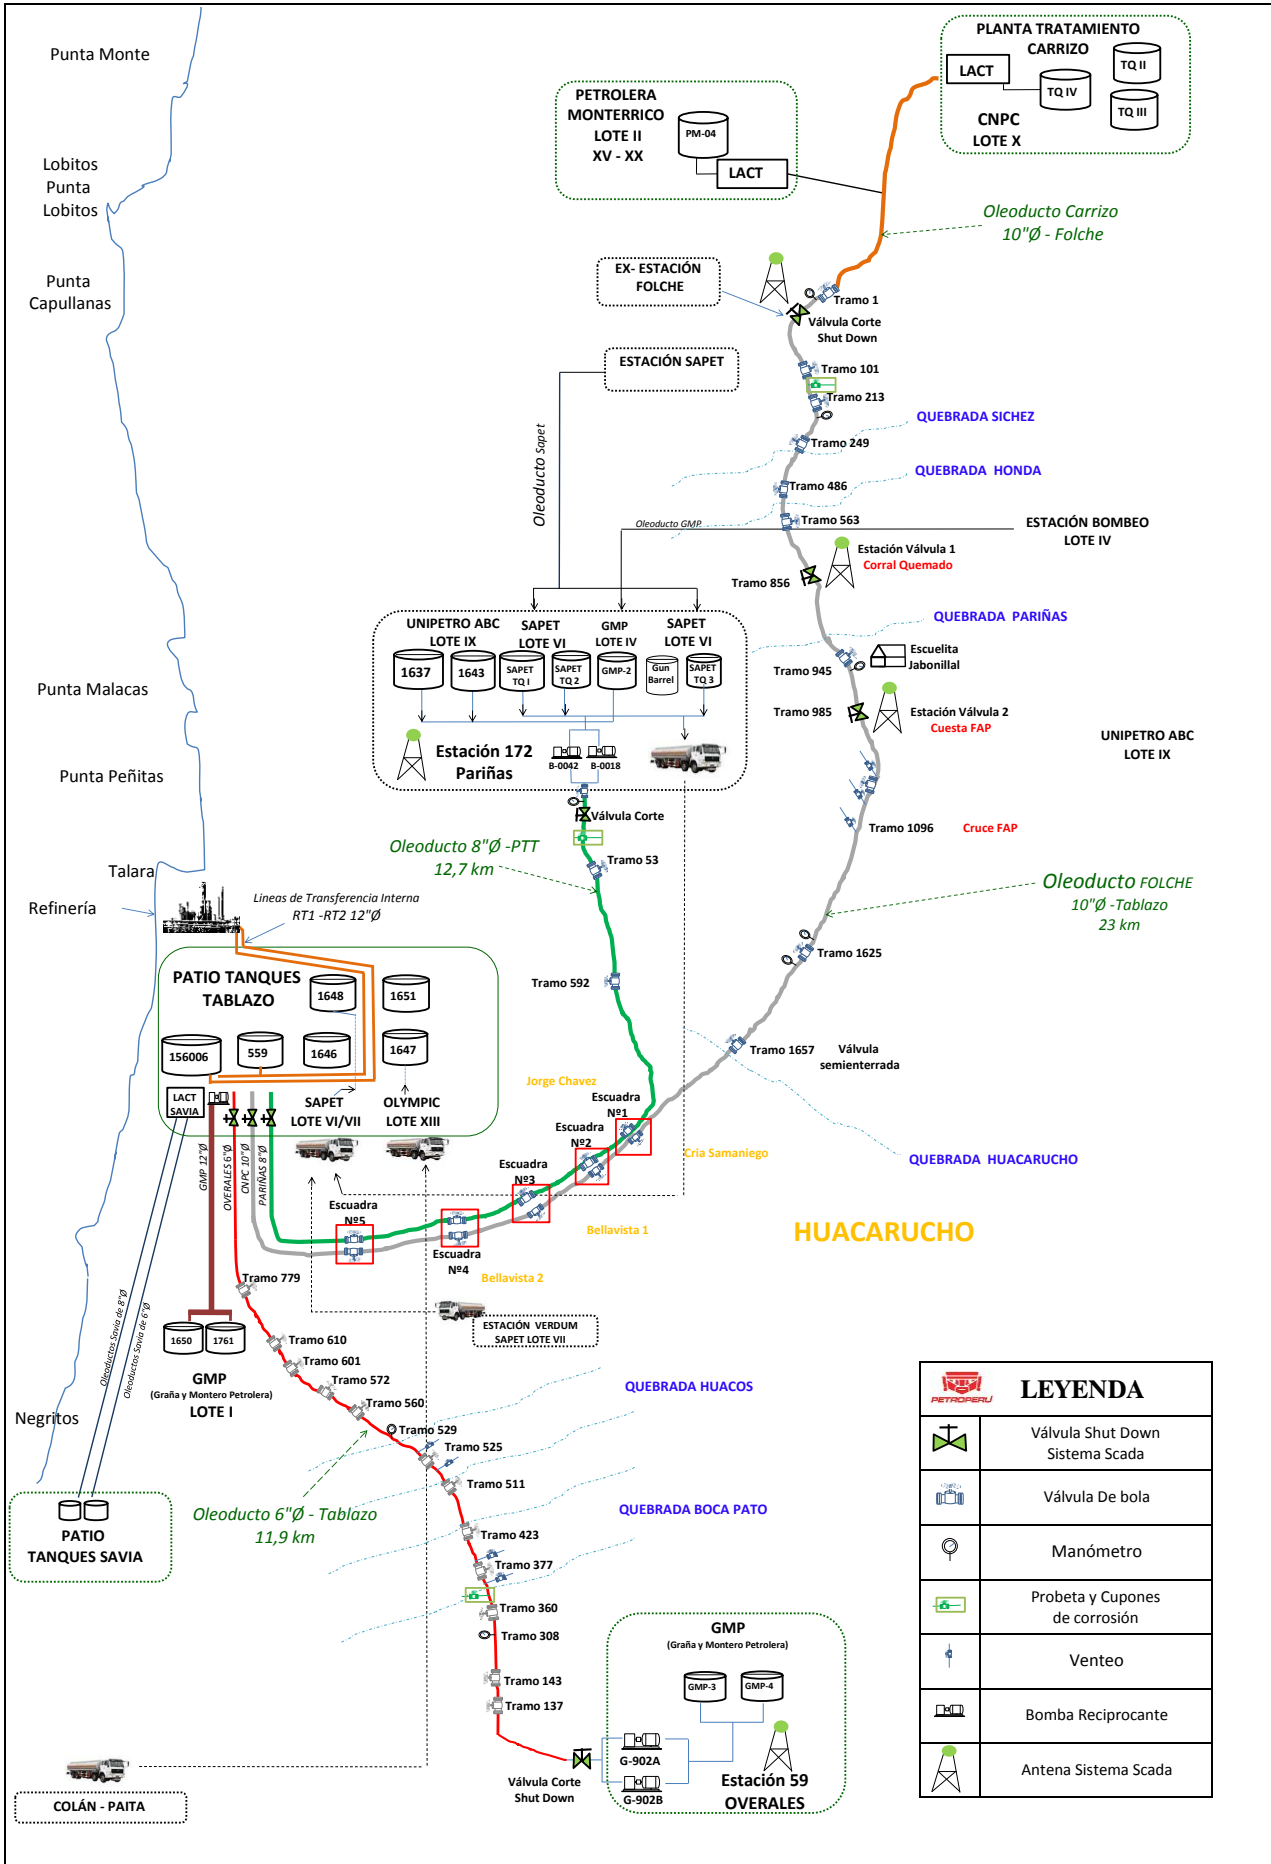 Punta Monte
Lobitos
Punta
Lobitos
Punta
Capullanas
Punta Malacas
Punta Peñitas
Talara
Refinería
Negritos
PLANTA TRATAMIENTO
CARRIZO
LACT
TQ II
TQ IV
TQ III
CNPC
LOTE X
PETROLERA
MONTERRICO
LOTE II
XV - XX
PM-04
LACT
Oleoducto Carrizo
10"Ø - Folche
EX- ESTACIÓN
FOLCHE
Tramo 1
Válvula Corte
Shut Down
ESTACIÓN SAPET
Oleoducto Sapet
Tramo 101
Tramo 213
QUEBRADA SICHEZ
Tramo 249
QUEBRADA HONDA
Tramo 486
Tramo 563
Oleoducto GMP
ESTACIÓN BOMBEO
LOTE IV
Estación Válvula 1
Corral Quemado
Tramo 856
QUEBRADA PARIÑAS
Escuelita
Jabonillal
Tramo 945
Tramo 985
Estación Válvula 2
Cuesta FAP
UNIPETRO ABC
LOTE IX
Tramo 1096
Cruce FAP
UNIPETRO ABC
LOTE IX
SAPET
LOTE VI
GMP
LOTE IV
SAPET
LOTE VI
1637
1643
SAPET
TQ I
SAPET
TQ 2
GMP-2
Gun
Barrel
SAPET
TQ 3
Estación 172
Pariñas
B-0042
B-0018
Válvula Corte
Oleoducto 8"Ø -PTT
12,7 km
Tramo 53
Tramo 592
Oleoducto FOLCHE
10"Ø -Tablazo
23 km
Tramo 1625
Tramo 1657
Válvula
semienterrada
Lineas de Transferencia Interna
RT1 -RT2 12"Ø
PATIO TANQUES
TABLAZO
1648
1651
156006
559
1646
1647
LACT
SAVIA
SAPET
LOTE VI/VII
OLYMPIC
LOTE XIII
GMP 12"Ø
OVERALES 6"Ø
CNPC 10"Ø
PARIÑAS 8"Ø
Jorge Chavez
Escuadra
Nº1
Escuadra
Nº2
Escuadra
Nº3
Escuadra
Nº4
Escuadra
Nº5
Cria Samaniego
Bellavista 1
Bellavista 2
QUEBRADA HUACARUCHO
HUACARUCHO
Oleoductos Savia de 8"Ø
Oleoductos Savia de 6"Ø
ESTACIÓN VERDUM
SAPET LOTE VII
1650
1761
GMP
(Graña y Montero Petrolera)
LOTE I
Tramo 779
Tramo 610
Tramo 601
Tramo 572
Tramo 560
Tramo 529
Tramo 525
Tramo 511
Tramo 423
Tramo 377
Tramo 360
Tramo 308
Tramo 143
Tramo 137
QUEBRADA HUACOS
QUEBRADA BOCA PATO
Oleoducto 6"Ø - Tablazo
11,9 km
PATIO
TANQUES SAVIA
COLÁN - PAITA
Válvula Corte
Shut Down
GMP
(Graña y Montero Petrolera)
GMP-3
GMP-4
G-902A
G-902B
Estación 59
OVERALES
PETROPERÚ
LEYENDA
Válvula Shut Down
Sistema Scada
Válvula De bola
Manómetro
Probeta y Cupones
de corrosión
Venteo
Bomba Reciprocante
Antena Sistema Scada